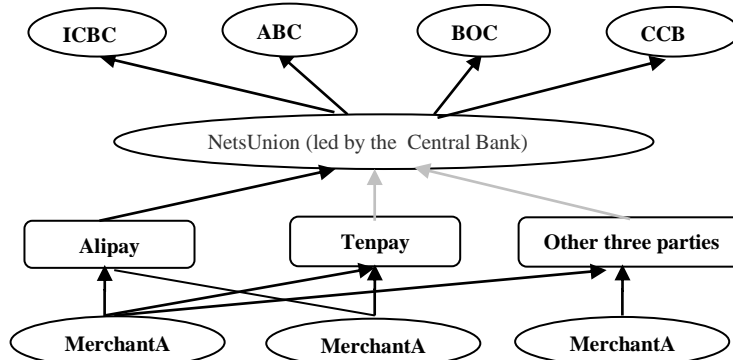 ICBC
ABC
BOC
CCB
NetsUnion (led by the Central Bank)
Alipay
Tenpay
Other three parties
MerchantA
MerchantA
MerchantA